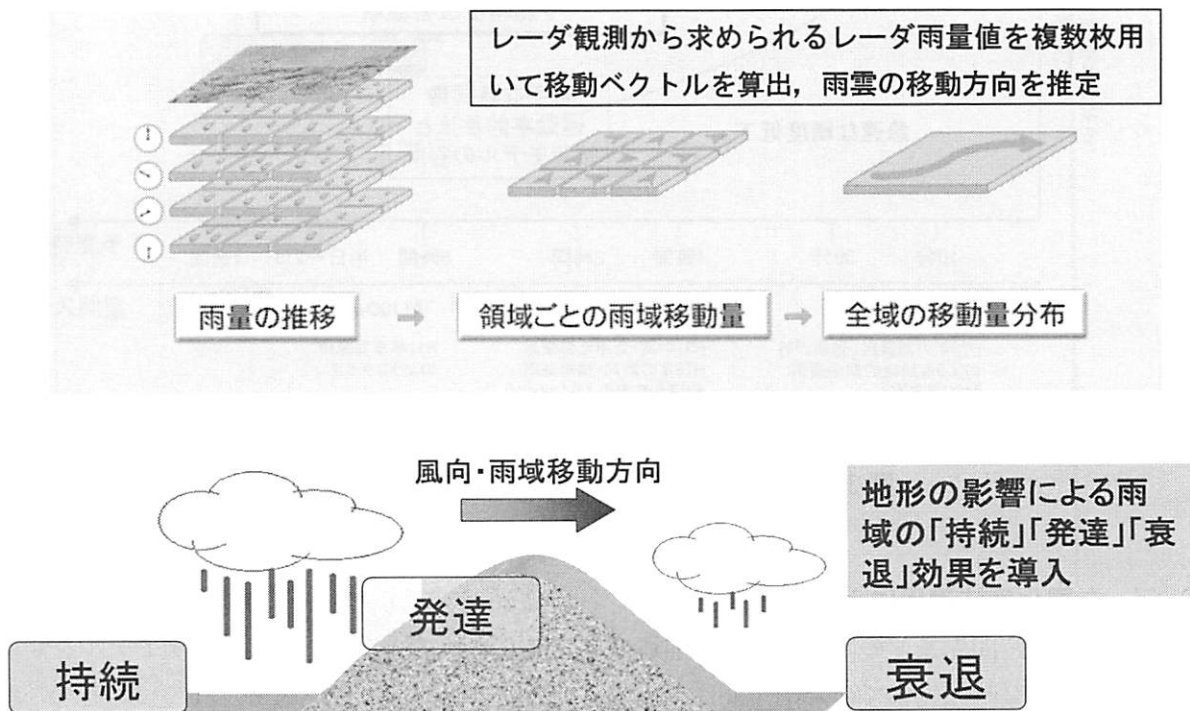 レーダ観測から求められるレーダ雨量値を複数枚用
いて移動ベクトルを算出，雨雲の移動方向を推定
雨量の推移
領域ごとの雨域移動量
全域の移動量分布
風向・雨域移動方向
地形の影響による雨
域の「持続」「発達」「衰
退」効果を導入
発達
持続
衰退